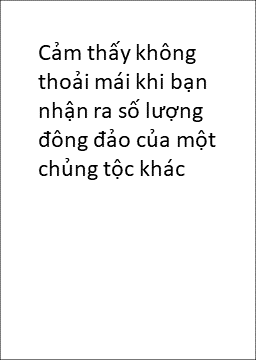 Cảm thấy không
thoải mái khi bạn
nhận ra số lượng
đông đảo của một
chủng tộc khác